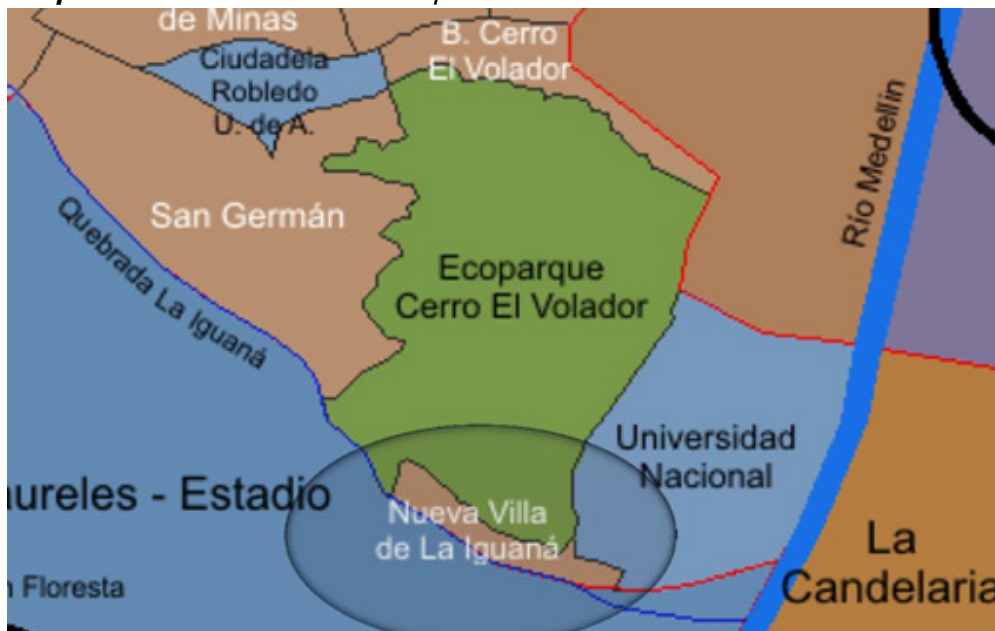 de Minas
B. Cerro
El Volador
Ciudadela
Robledo
U. de A.
Río Medellín
San Germán
Quebrada La Iguaná
Ecoparque
Cerro El Volador
Universidad
Nacional
aureles - Estadio
Nueva Villa
de La Iguaná
La
Candelaria
Floresta